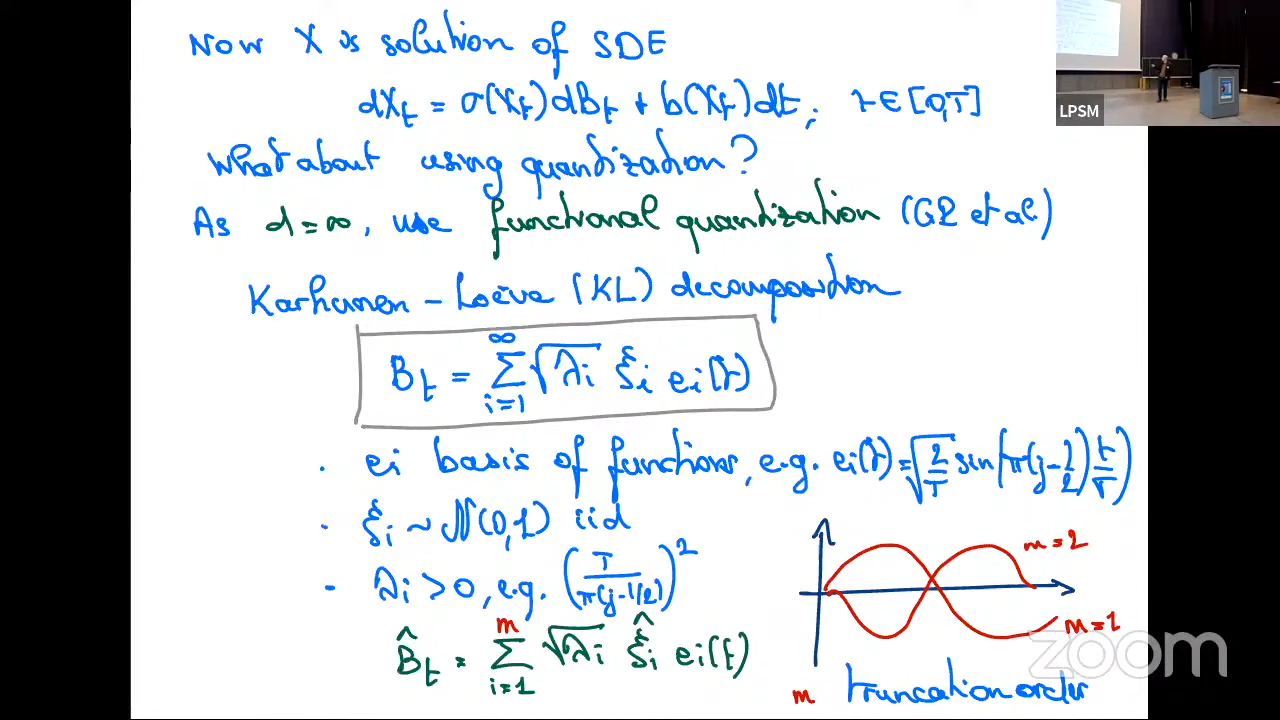 Now X is solution of SDE
dX_t = σ(X_t) dB_t + b(X_t) dt, t ∈ [0,T]
LPSM
What about using quantization?
As d = ∞, use functional quantization (GP et al.)
Karhunen - Loève (KL) decomposition
B_t = ∑_{i=1}^{∞} √λ_i ξ_i e_i(t)
. e_i basis of functions, e.g. e_i(t) = √(2/T) sin(π(j - 1/2) t/T)
. ξ_i ~ N(0,1) iid
- λ_i > 0, e.g. (T / π(j-1/2))^2
m = 2
m = 1
B̂_t = ∑_{i=1}^{m} √λ_i ξ̂_i e_i(t)
zoom
m truncation order